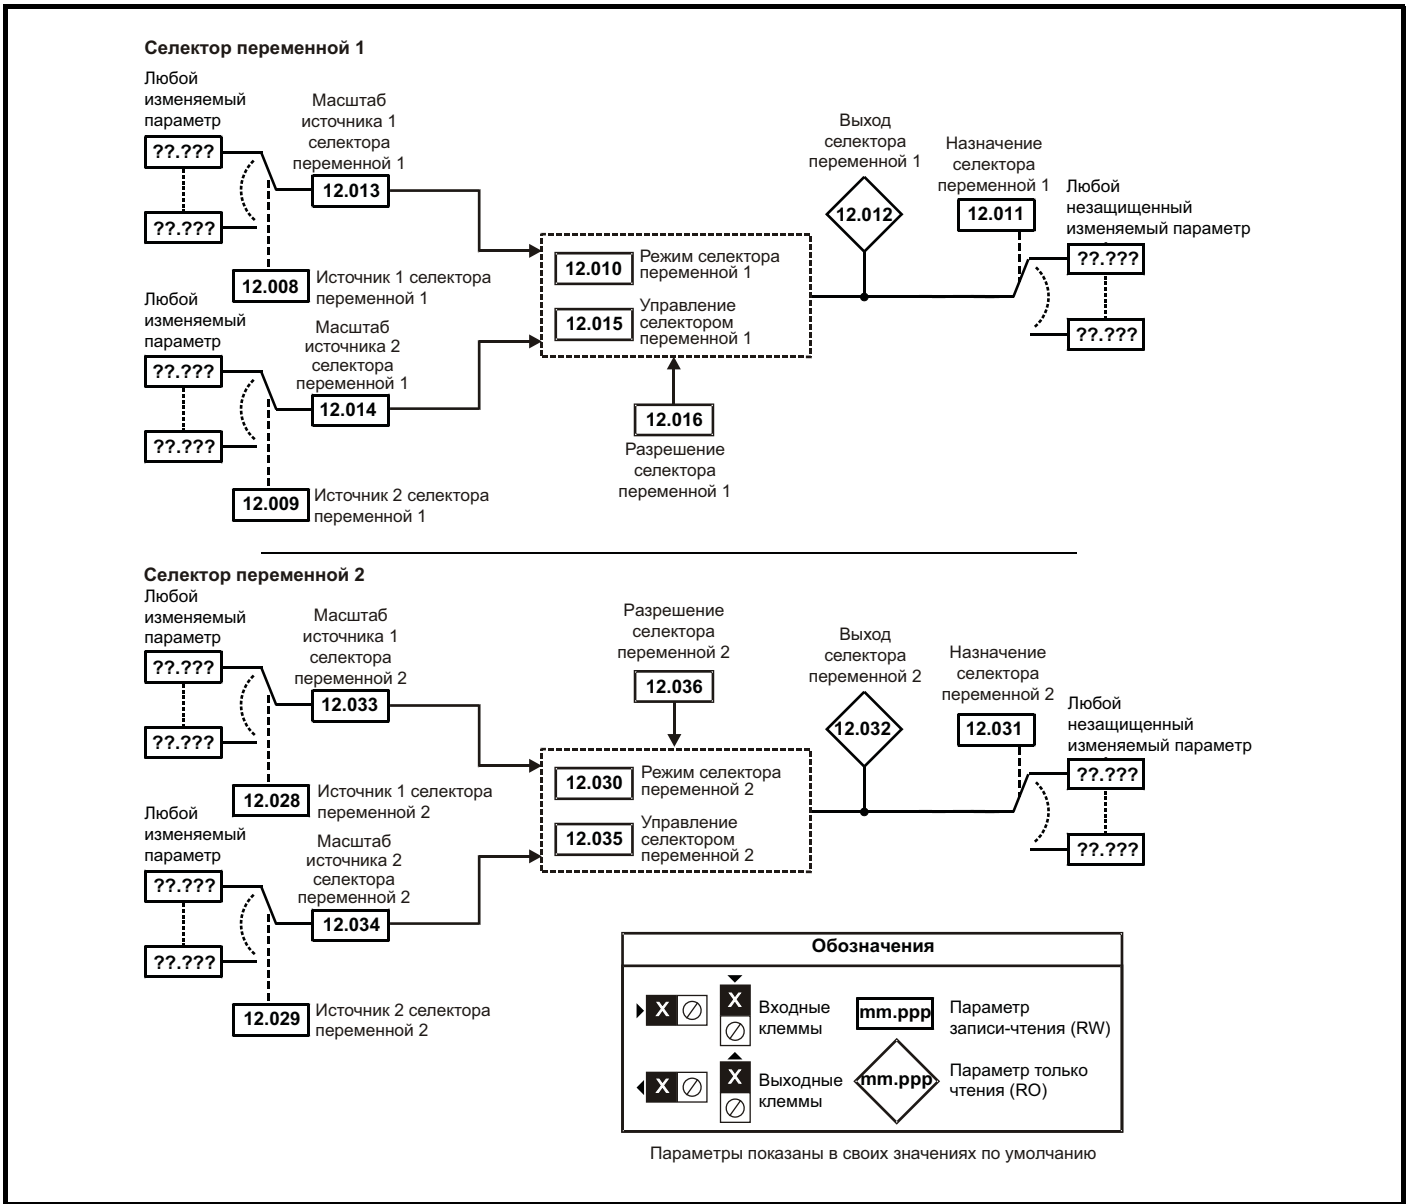 Селектор переменной 1
Любой
изменяемый
параметр
??.???
??.???
Масштаб
источника 1
селектора
переменной 1
12.013
12.008
Источник 1 селектора
переменной 1
Любой
изменяемый
параметр
??.???
??.???
Масштаб
источника 2
селектора
переменной 1
12.014
12.009
Источник 2 селектора
переменной 1
12.010
Режим селектора
переменной 1
12.015
Управление
селектором
переменной 1
12.016
Разрешение
селектора
переменной 1
Выход
селектора
переменной 1
12.012
Назначение
селектора
переменной 1
12.011
Любой
незащищенный
изменяемый параметр
??.???
??.???
Селектор переменной 2
Любой
изменяемый
параметр
??.???
??.???
Масштаб
источника 1
селектора
переменной 2
12.033
12.028
Источник 1 селектора
переменной 2
Любой
изменяемый
параметр
??.???
??.???
Масштаб
источника 2
селектора
переменной 2
12.034
12.029
Источник 2 селектора
переменной 2
Разрешение
селектора
переменной 2
12.036
12.030
Режим селектора
переменной 2
12.035
Управление
селектором
переменной 2
Выход
селектора
переменной 2
12.032
Назначение
селектора
переменной 2
12.031
Любой
незащищенный
изменяемый параметр
??.???
??.???
Обозначения
X
X
Входные
клеммы
mm.ppp
Параметр
записи-чтения (RW)
X
X
Выходные
клеммы
mm.ppp
Параметр только
чтения (RO)
Параметры показаны в своих значениях по умолчанию